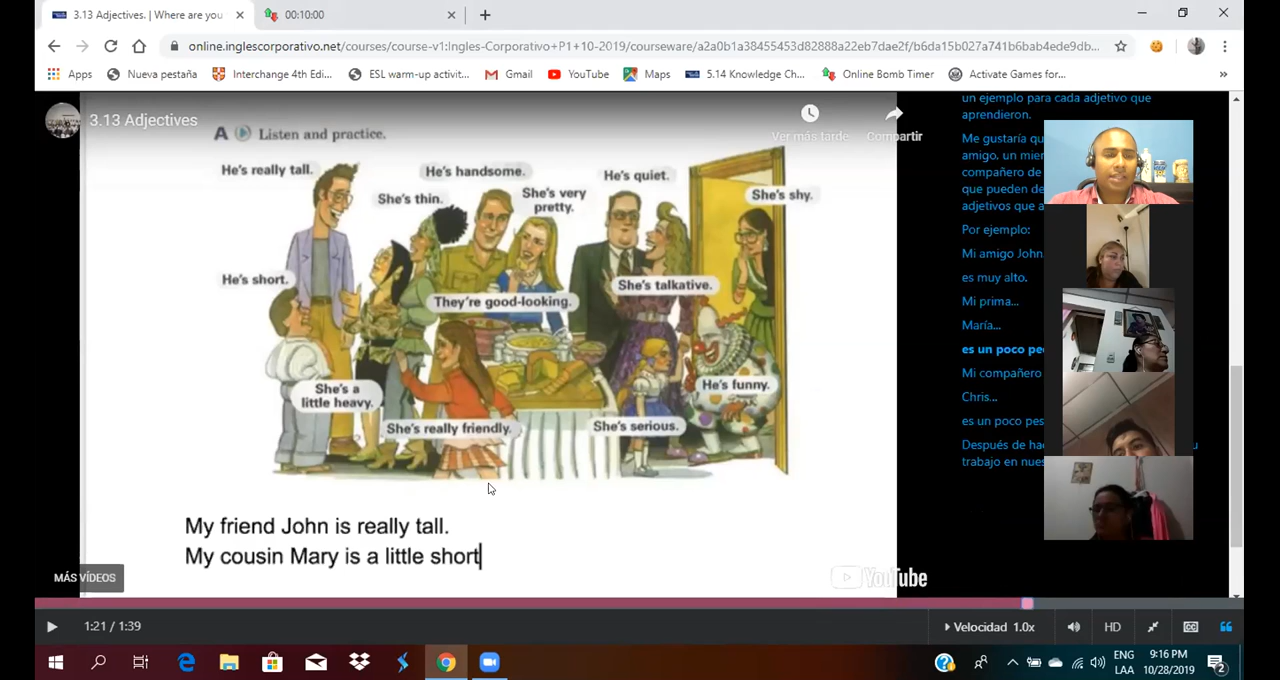 3.13 Adjectives. | Where are you
00:10:00
online.inglescorporativo.net/courses/course-v1:Ingles-Corporativo+P1+10-2019/courseware/a2a0b1a38455453d82888a22eb7dae2f/b6da15b027a741b6bab4ede9db...
Apps
Nueva pestaña
Interchange 4th Edi...
ESL warm-up activit...
Gmail
YouTube
Maps
5.14 Knowledge Ch...
Online Bomb Timer
Activate Games for...
»
3.13 Adjectives
Ver más tarde
Compartir
A Listen and practice.
He's really tall.
He's handsome.
She's thin.
She's very
pretty.
He's quiet.
She's shy.
He's short.
They're good-looking.
She's talkative.
She's a
little heavy.
She's really friendly.
She's serious.
He's funny.
My friend John is really tall.
My cousin Mary is a little short
MÁS VÍDEOS
YouTube
un ejemplo para cada adjetivo que
aprendieron.
Me gustaría
amigo, un
compañero de
que pueden
adjetivos que
Por ejemplo:
Mi amigo John
es muy alto.
Mi prima...
María...
es un poco
Mi compañero
Chris...
es un poco
Después de
trabajo en
1:21 / 1:39
Velocidad 1.0x
HD
CC
ENG
LAA
9:16 PM
10/28/2019
2